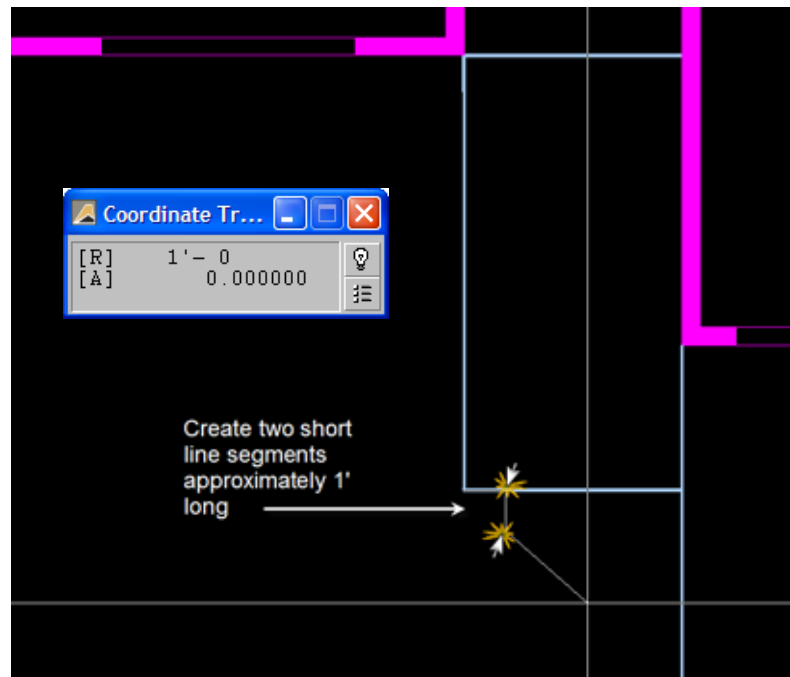 Coordinate Tr...
[R] 1'- 0
[A] 0.000000
Create two short
line segments
approximately 1'
long